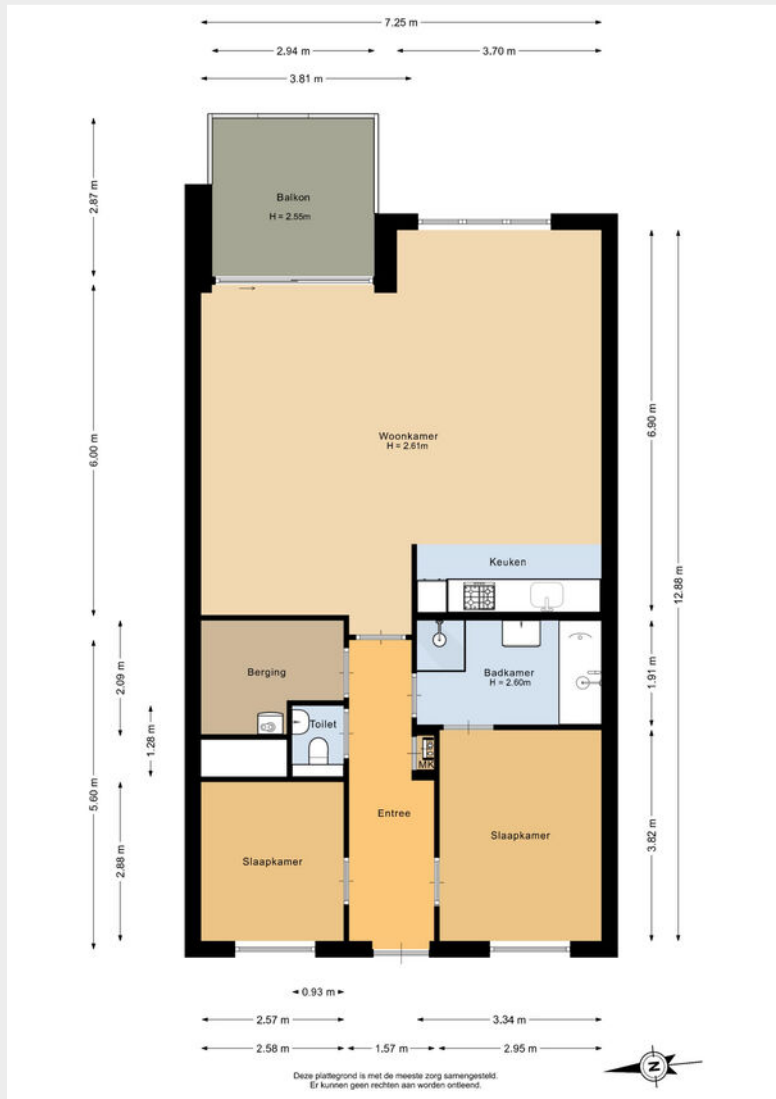 7.25 m
2.94 m
3.70 m
3.81 m
2.87 m
Balkon
H = 2.55m
6.00 m
6.90 m
Woonkamer
H = 2.61m
Keuken
12.88 m
2.09 m
Berging
Badkamer
H = 2.60m
1.91 m
1.28 m
Toilet
MK
5.60 m
2.88 m
Entree
Slaapkamer
Slaapkamer
3.82 m
0.93 m
2.57 m
3.34 m
2.58 m
1.57 m
2.95 m
N
Deze plattegrond is met de meeste zorg samengesteld.
Er kunnen geen rechten aan worden ontleend.